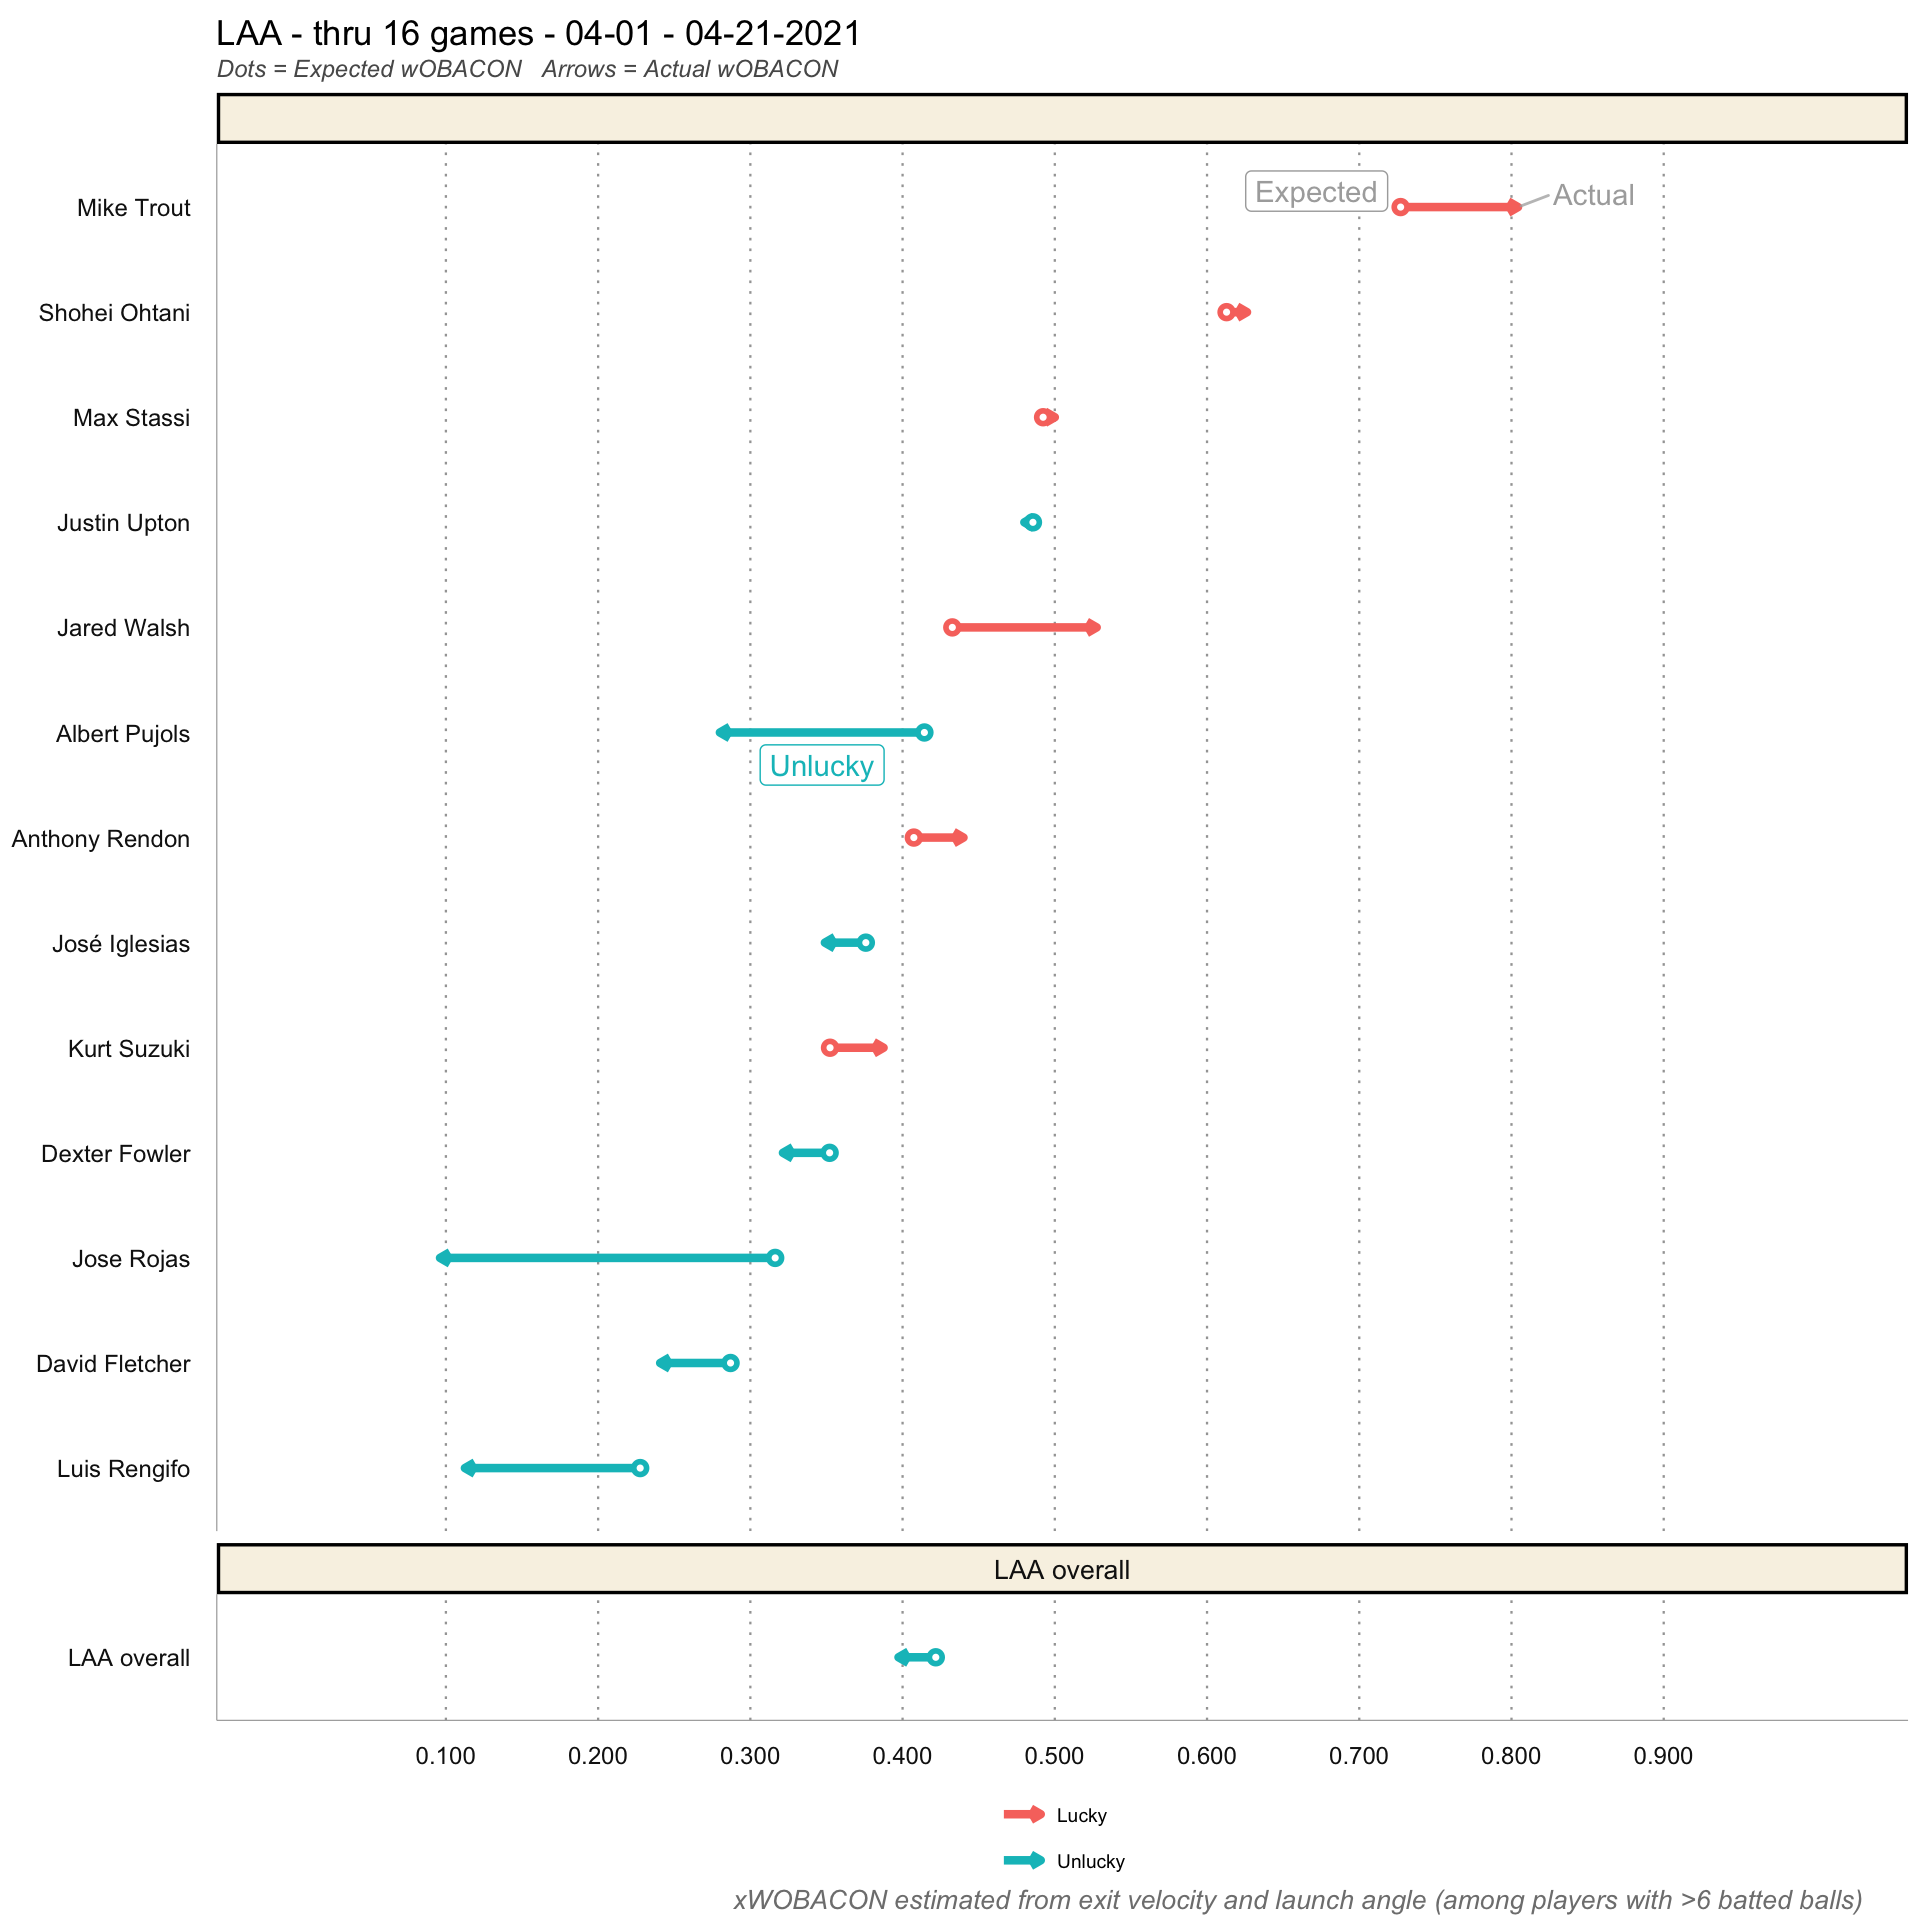 LAA - thru 16 games - 04-01 - 04-21-2021
Dots = Expected wOBACON   Arrows = Actual wOBACON
Mike Trout
Expected
Actual
Shohei Ohtani
Max Stassi
Justin Upton
Jared Walsh
Albert Pujols
Unlucky
Anthony Rendon
José Iglesias
Kurt Suzuki
Dexter Fowler
Jose Rojas
David Fletcher
Luis Rengifo
LAA overall
LAA overall
0.100 0.200 0.300 0.400 0.500 0.600 0.700 0.800 0.900
Lucky
Unlucky
xWOBACON estimated from exit velocity and launch angle (among players with >6 batted balls)